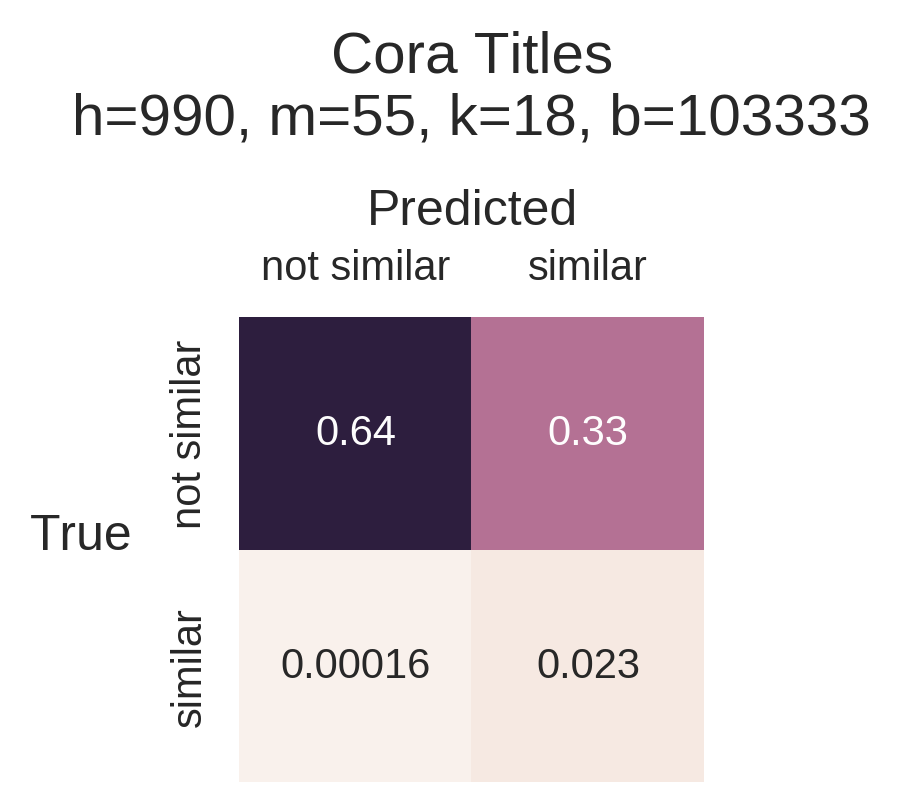 Cora Titles
h=990, m=55, k=18, b=103333
Predicted
not similar similar
True
not similar
0.64 0.33
similar
0.00016 0.023